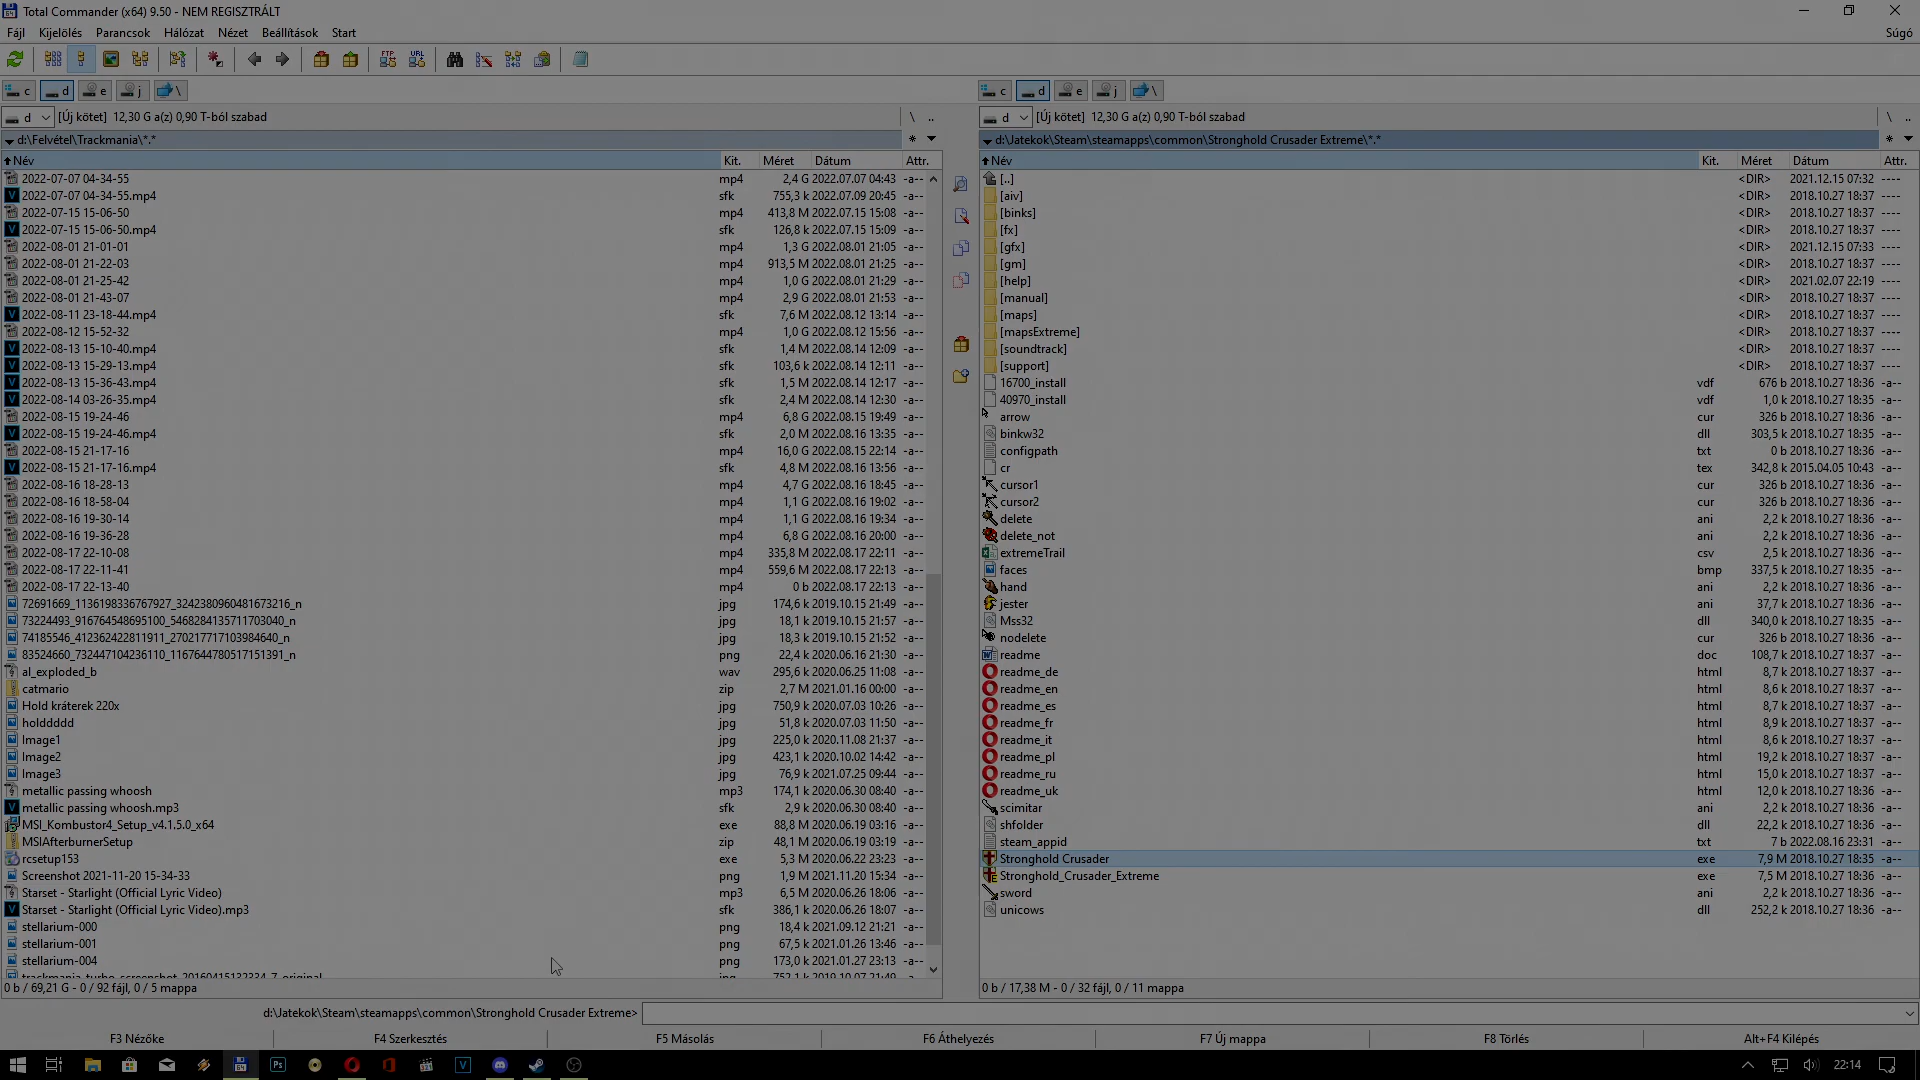 Total Commander (x64) 9.50 - NEM REGISZTRÁLT
Fájl Kijelölés Parancsok Hálózat Nézet Beállítások Start Súgó
FTP URL
c d e j \ c d e j \
d [Új kötet] 12,30 G a(z) 0,90 T-ból szabad \ .. d [Új kötet] 12,30 G a(z) 0,90 T-ból szabad \ ..
d:\Felvétel\Trackmania\*.* * d:\Jatekok\Steam\steamapps\common\Stronghold Crusader Extreme\*.* *
Név Kit. Méret Dátum Attr.
2022-07-07 04-34-55 mp4 2,4 G 2022.07.07 04:43 -a--
2022-07-07 04-34-55.mp4 sfk 755,3 k 2022.07.09 20:45 -a--
2022-07-15 15-06-50 mp4 413,8 M 2022.07.15 15:08 -a--
2022-07-15 15-06-50.mp4 sfk 126,8 k 2022.07.15 15:09 -a--
2022-08-01 21-01-01 mp4 1,3 G 2022.08.01 21:05 -a--
2022-08-01 21-22-03 mp4 913,5 M 2022.08.01 21:25 -a--
2022-08-01 21-25-42 mp4 1,0 G 2022.08.01 21:29 -a--
2022-08-01 21-43-07 mp4 2,9 G 2022.08.01 21:53 -a--
2022-08-11 23-18-44.mp4 sfk 7,6 M 2022.08.12 13:14 -a--
2022-08-12 15-52-32 mp4 1,0 G 2022.08.12 15:56 -a--
2022-08-13 15-10-40.mp4 sfk 1,4 M 2022.08.14 12:09 -a--
2022-08-13 15-29-13.mp4 sfk 103,6 k 2022.08.14 12:11 -a--
2022-08-13 15-36-43.mp4 sfk 1,5 M 2022.08.14 12:17 -a--
2022-08-14 03-26-35.mp4 sfk 2,4 M 2022.08.14 12:30 -a--
2022-08-15 19-24-46 mp4 6,8 G 2022.08.15 19:49 -a--
2022-08-15 19-24-46.mp4 sfk 2,0 M 2022.08.16 13:35 -a--
2022-08-15 21-17-16 mp4 16,0 G 2022.08.15 22:14 -a--
2022-08-15 21-17-16.mp4 sfk 4,8 M 2022.08.16 13:56 -a--
2022-08-16 18-28-13 mp4 4,7 G 2022.08.16 18:45 -a--
2022-08-16 18-58-04 mp4 1,1 G 2022.08.16 19:02 -a--
2022-08-16 19-30-14 mp4 1,1 G 2022.08.16 19:34 -a--
2022-08-16 19-36-28 mp4 6,8 G 2022.08.16 20:00 -a--
2022-08-17 22-10-08 mp4 335,8 M 2022.08.17 22:11 -a--
2022-08-17 22-11-41 mp4 559,6 M 2022.08.17 22:13 -a--
2022-08-17 22-13-40 mp4 0 b 2022.08.17 22:13 -a--
72691669_1136198336767927_3242380960481673216_n jpg 174,6 k 2019.10.15 21:49 -a--
73224493_916764548695100_5468284135711703040_n jpg 18,1 k 2019.10.15 21:57 -a--
74185546_412362422811911_270217717103984640_n jpg 18,3 k 2019.10.15 21:52 -a--
83524660_732447104236110_1167644780517151391_n png 22,4 k 2020.06.16 21:30 -a--
al_exploded_b wav 295,6 k 2020.06.25 11:08 -a--
catmario zip 2,7 M 2021.01.16 00:00 -a--
Hold kráterek 220x jpg 750,9 k 2020.07.03 10:26 -a--
holddddd jpg 51,8 k 2020.07.03 11:50 -a--
Image1 jpg 225,0 k 2020.11.08 21:37 -a--
Image2 jpg 423,1 k 2020.10.02 14:42 -a--
Image3 jpg 76,9 k 2021.07.25 09:44 -a--
metallic passing whoosh mp3 174,1 k 2020.06.30 08:40 -a--
metallic passing whoosh.mp3 sfk 2,9 k 2020.06.30 08:40 -a--
MSI_Kombustor4_Setup_v4.1.5.0_x64 exe 88,8 M 2020.06.19 03:16 -a--
MSIAfterburnerSetup zip 48,1 M 2020.06.19 03:19 -a--
rcsetup153 exe 5,3 M 2020.06.22 23:23 -a--
Screenshot 2021-11-20 15-34-33 png 1,9 M 2021.11.20 15:34 -a--
Starset - Starlight (Official Lyric Video) mp3 6,5 M 2020.06.26 18:06 -a--
Starset - Starlight (Official Lyric Video).mp3 sfk 386,1 k 2020.06.26 18:07 -a--
stellarium-000 png 18,4 k 2021.09.12 21:21 -a--
stellarium-001 png 67,5 k 2021.01.26 13:46 -a--
stellarium-004 png 173,0 k 2021.01.27 23:13 -a--
trackmania-turbo-screenshot-20160415132334_7_original jpg 752,1 k 2019.10.07 21:49 -a--
0 b / 69,21 G - 0 / 92 fájl, 0 / 5 mappa
Név Kit. Méret Dátum Attr.
[..] <DIR> 2021.12.15 07:32 ----
[aiv] <DIR> 2018.10.27 18:37 ----
[binks] <DIR> 2018.10.27 18:37 ----
[fx] <DIR> 2018.10.27 18:37 ----
[gfx] <DIR> 2021.12.15 07:33 ----
[gm] <DIR> 2018.10.27 18:37 ----
[help] <DIR> 2021.02.07 22:19 ----
[manual] <DIR> 2018.10.27 18:37 ----
[maps] <DIR> 2018.10.27 18:37 ----
[mapsExtreme] <DIR> 2018.10.27 18:37 ----
[soundtrack] <DIR> 2018.10.27 18:37 ----
[support] <DIR> 2018.10.27 18:37 ----
16700_install vdf 676 b 2018.10.27 18:36 -a--
40970_install vdf 1,0 k 2018.10.27 18:35 -a--
arrow cur 326 b 2018.10.27 18:36 -a--
binkw32 dll 303,5 k 2018.10.27 18:35 -a--
configpath txt 0 b 2018.10.27 18:36 -a--
cr tex 342,8 k 2015.04.05 10:43 -a--
cursor1 cur 326 b 2018.10.27 18:36 -a--
cursor2 cur 326 b 2018.10.27 18:36 -a--
delete ani 2,2 k 2018.10.27 18:36 -a--
delete_not ani 2,2 k 2018.10.27 18:36 -a--
extremeTrail csv 2,5 k 2018.10.27 18:36 -a--
faces bmp 337,5 k 2018.10.27 18:35 -a--
hand ani 2,2 k 2018.10.27 18:36 -a--
jester ani 37,7 k 2018.10.27 18:36 -a--
Mss32 dll 340,0 k 2018.10.27 18:35 -a--
nodelete cur 326 b 2018.10.27 18:36 -a--
readme doc 108,7 k 2018.10.27 18:36 -a--
readme_de html 8,7 k 2018.10.27 18:36 -a--
readme_en html 8,6 k 2018.10.27 18:36 -a--
readme_es html 8,7 k 2018.10.27 18:36 -a--
readme_fr html 8,9 k 2018.10.27 18:36 -a--
readme_it html 8,6 k 2018.10.27 18:36 -a--
readme_pl html 19,2 k 2018.10.27 18:36 -a--
readme_ru html 15,0 k 2018.10.27 18:36 -a--
readme_uk html 12,0 k 2018.10.27 18:36 -a--
scimitar ani 2,2 k 2018.10.27 18:36 -a--
shfolder dll 22,2 k 2018.10.27 18:36 -a--
steam_appid txt 7 b 2022.08.16 23:31 -a--
Stronghold Crusader exe 7,9 M 2018.10.27 18:35 -a--
Stronghold_Crusader_Extreme exe 7,5 M 2018.10.27 18:36 -a--
sword ani 2,2 k 2018.10.27 18:36 -a--
unicows dll 252,2 k 2018.10.27 18:36 -a--
0 b / 17,38 M - 0 / 32 fájl, 0 / 11 mappa
d:\Jatekok\Steam\steamapps\common\Stronghold Crusader Extreme>
F3 Nézőke F4 Szerkesztés F5 Másolás F6 Áthelyezés F7 Új mappa F8 Törlés Alt+F4 Kilépés
22:14